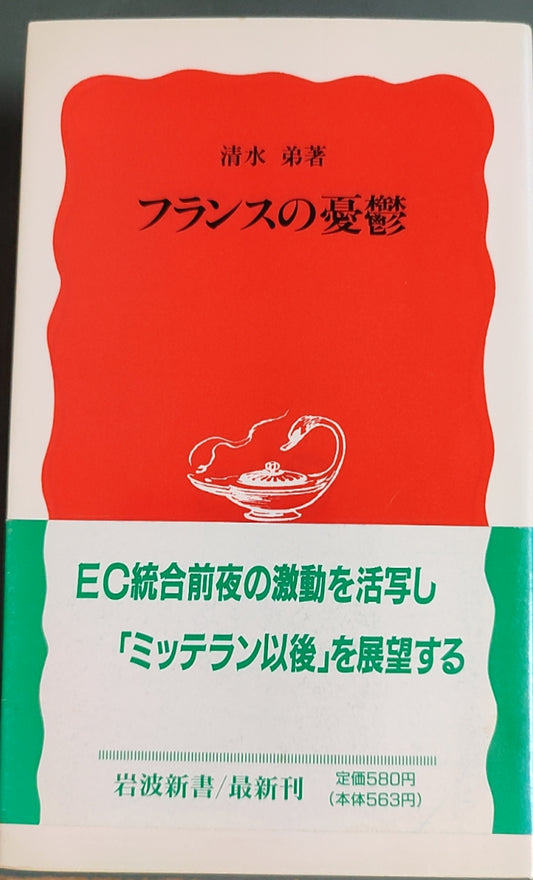 清水 弟著
フランスの憂鬱
EC統合前夜の激動を活写し
「ミッテラン以後」を展望する
岩波新書/最新刊
定価580円
(本体563円)